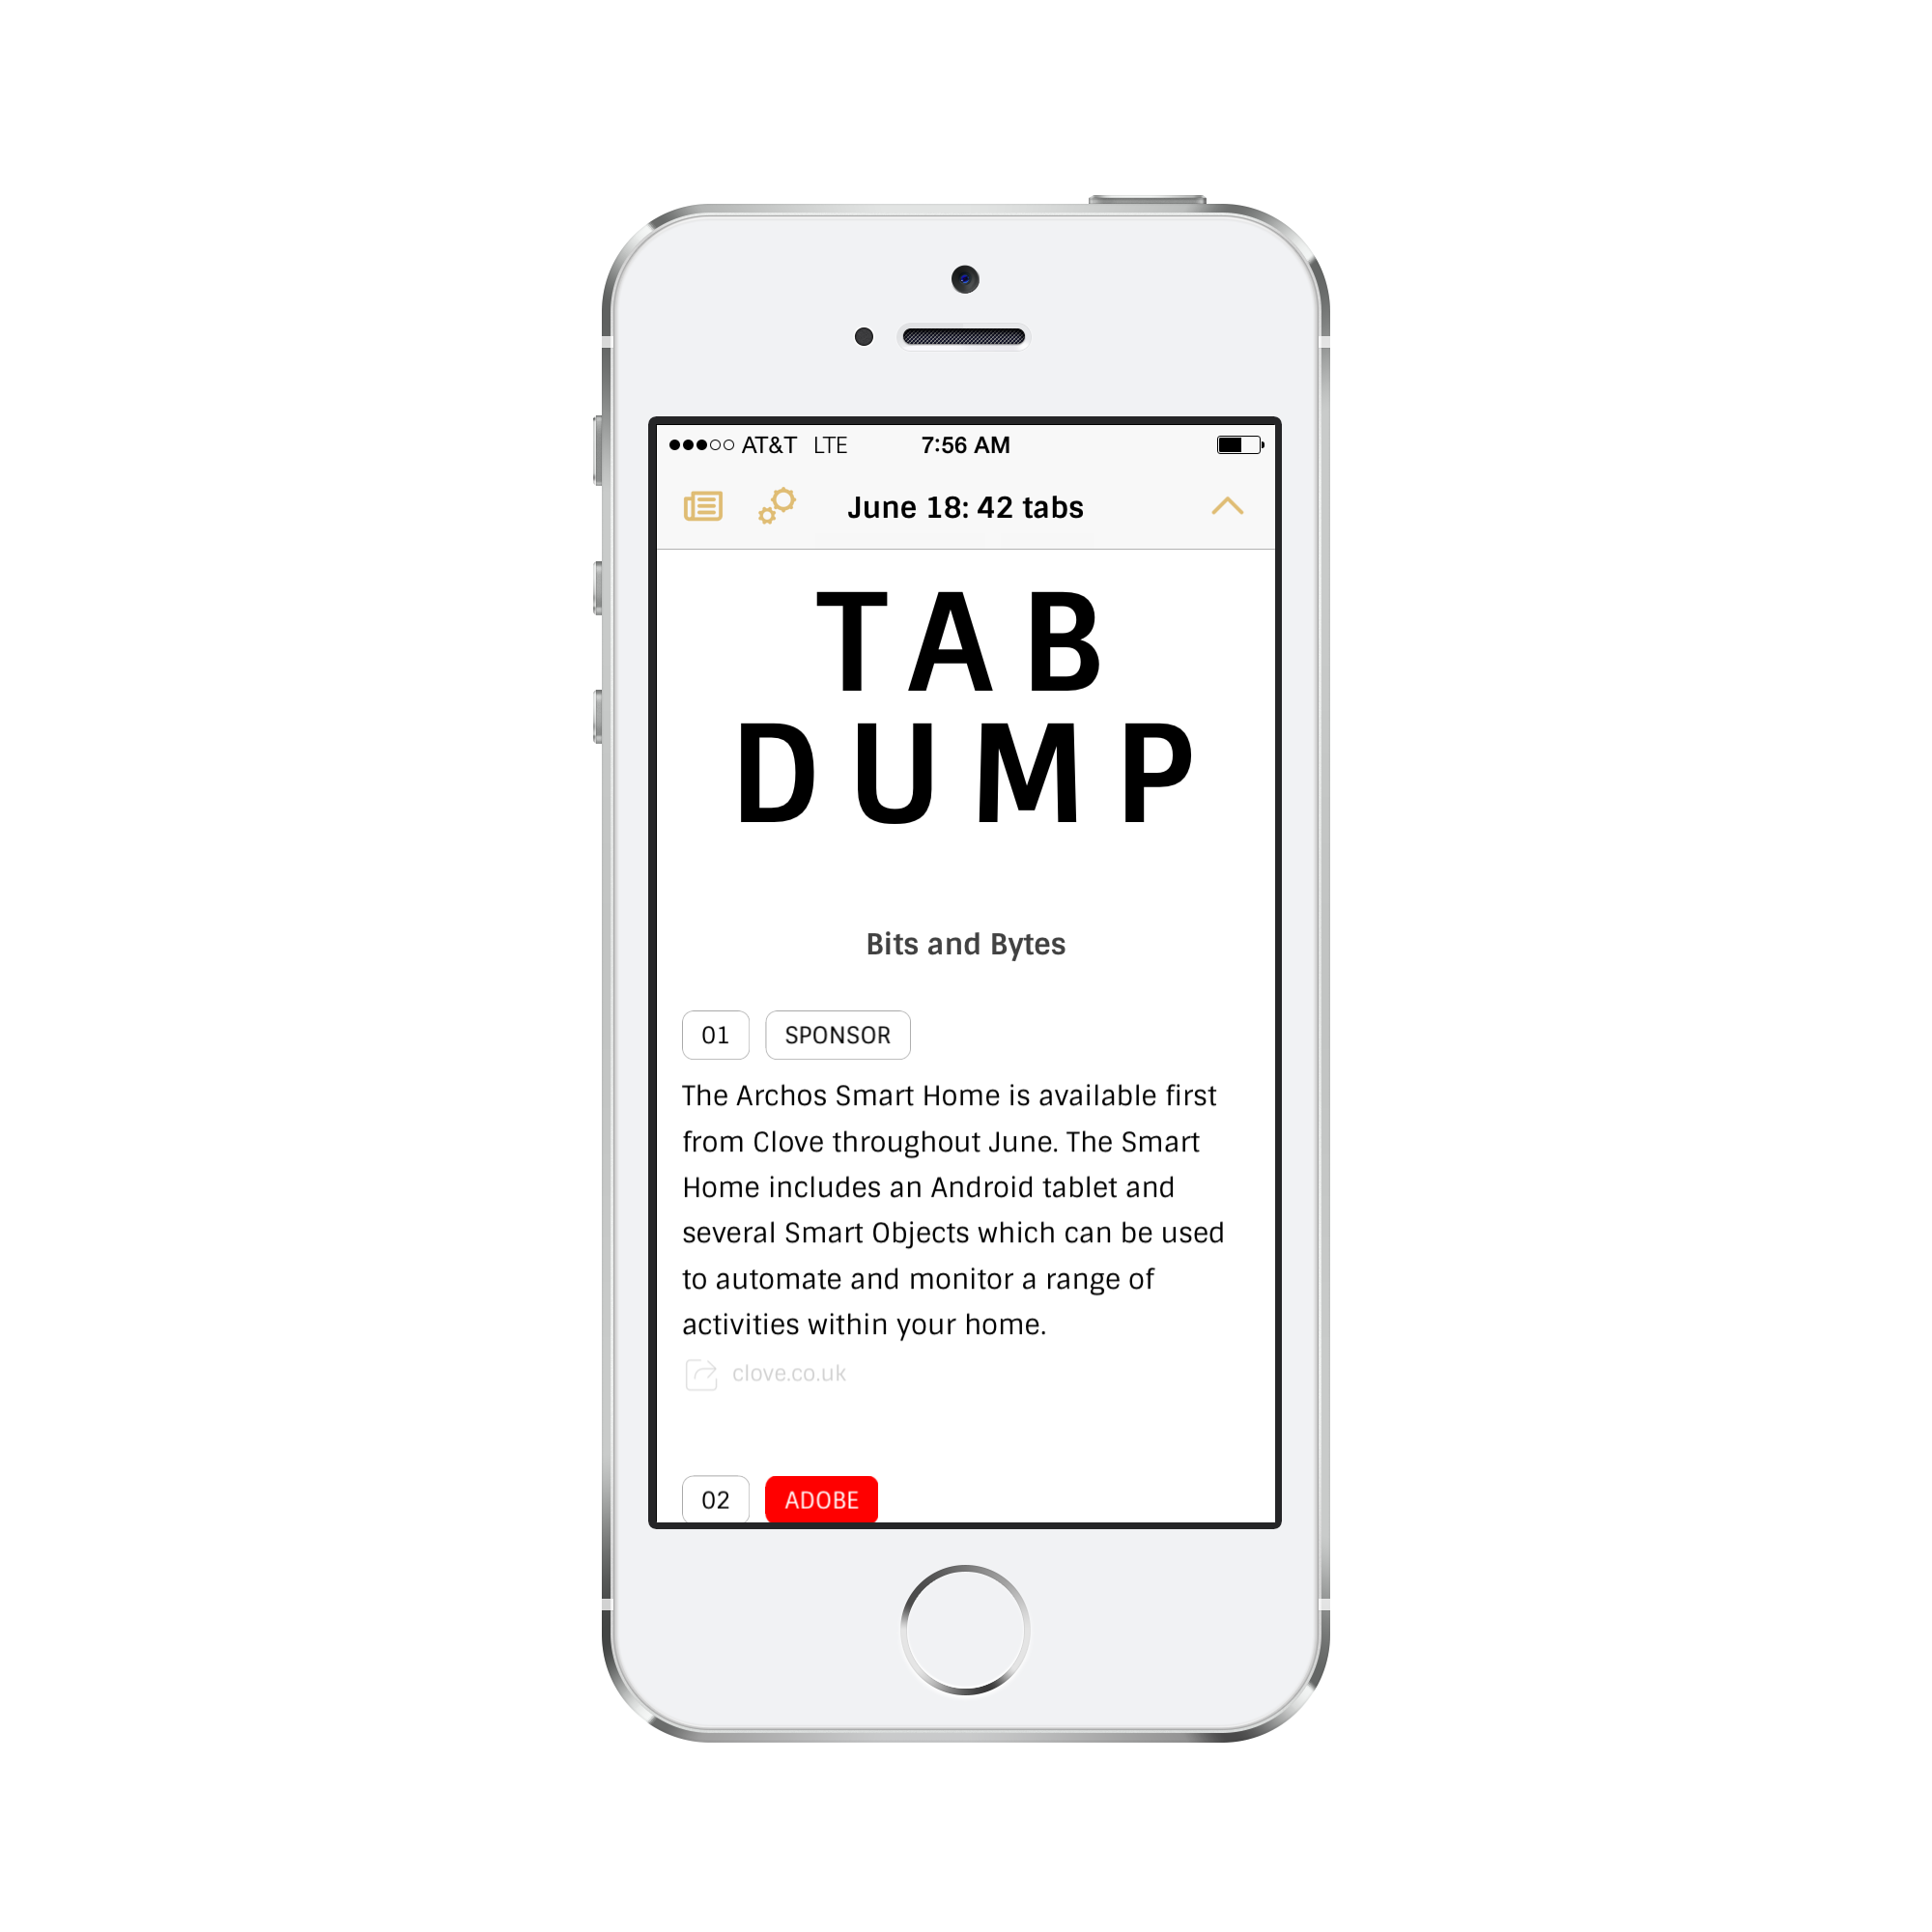 AT&T LTE 7:56 AM
June 18: 42 tabs
TAB
DUMP
Bits and Bytes
01 SPONSOR
The Archos Smart Home is available first
from Clove throughout June. The Smart
Home includes an Android tablet and
several Smart Objects which can be used
to automate and monitor a range of
activities within your home.
clove.co.uk
02 ADOBE